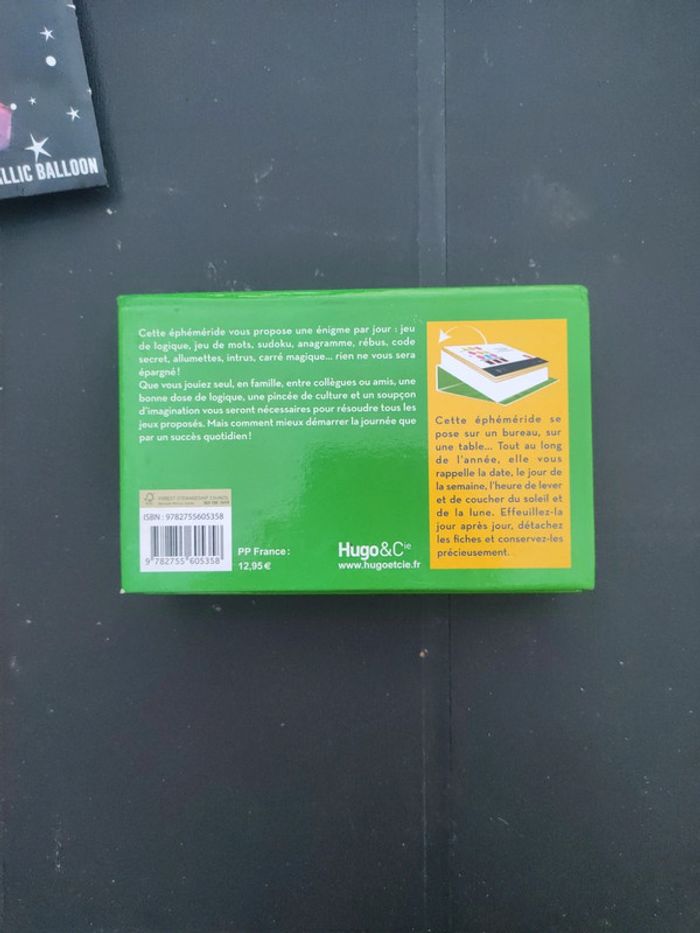 LLIC BALLOON
Cette éphéméride vous propose une énigme par jour : jeu
de logique, jeu de mots, sudoku, anagramme, rébus, code
secret, allumettes, intrus, carré magique... rien ne vous sera
épargné !
Que vous jouiez seul, en famille, entre collègues ou amis, une
bonne dose de logique, une pincée de culture et un soupçon
d'imagination vous seront nécessaires pour résoudre tous les
jeux proposés. Mais comment mieux démarrer la journée que
par un succès quotidien !
Cette éphéméride se
pose sur un bureau, sur
une table... Tout au long
de l'année, elle vous
rappelle la date, le jour de
la semaine, l'heure de lever
et de coucher du soleil et
de la lune. Effeuillez-la
jour après jour, détachez
les fiches et conservez-les
précieusement.
FOREST STEWARDSHIP COUNCIL
ISBN : 9782755605358
9 782755 605358
PP France :
12,95 €
Hugo&Cie
www.hugoetcie.fr